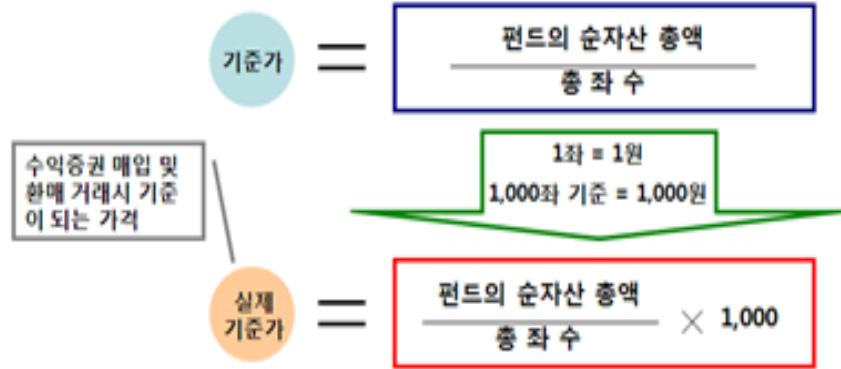 기준가
=
펀드의 순자산 총액
총 좌 수
1좌 = 1원
1,000좌 기준 = 1,000원
수익증권 매입 및
환매 거래시 기준
이 되는 가격
실제
기준가
=
펀드의 순자산 총액
총 좌 수
× 1,000